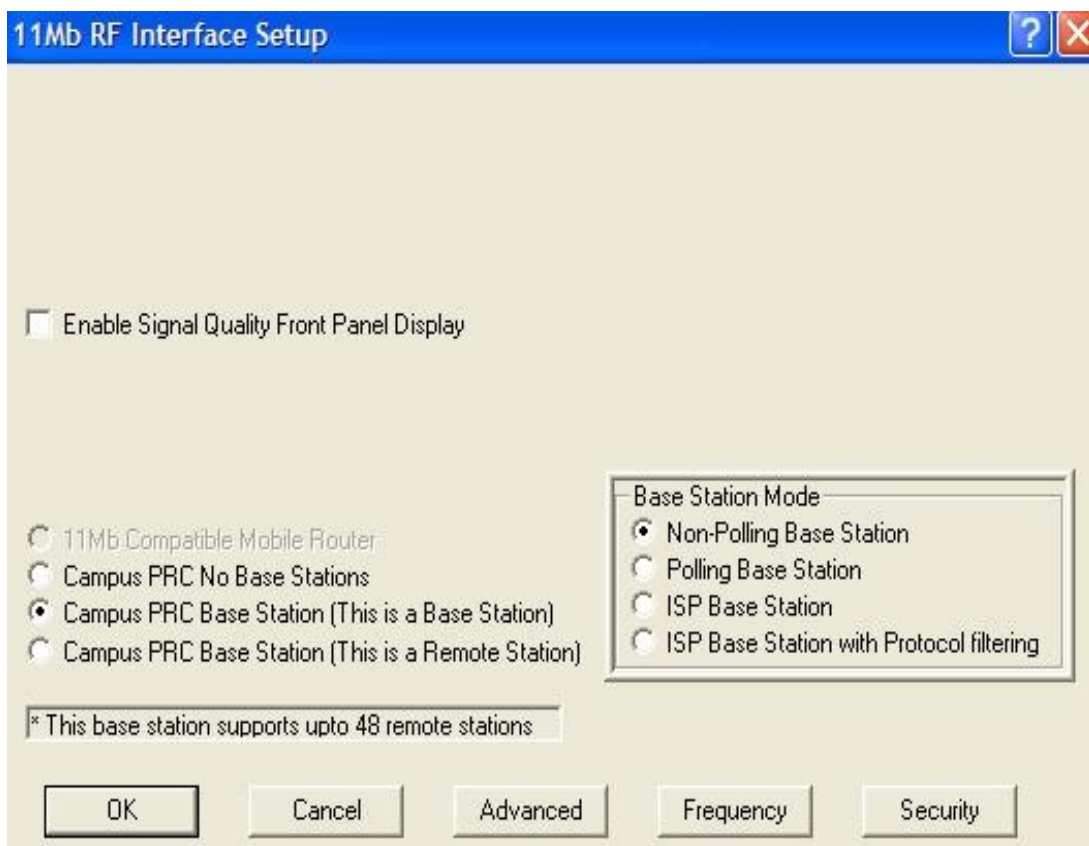 11Mb RF Interface Setup
Enable Signal Quality Front Panel Display
11Mb Compatible Mobile Router
Campus PRC No Base Stations
Campus PRC Base Station (This is a Base Station)
Campus PRC Base Station (This is a Remote Station)
Base Station Mode
Non-Polling Base Station
Polling Base Station
ISP Base Station
ISP Base Station with Protocol filtering
* This base station supports upto 48 remote stations
OK
Cancel
Advanced
Frequency
Security